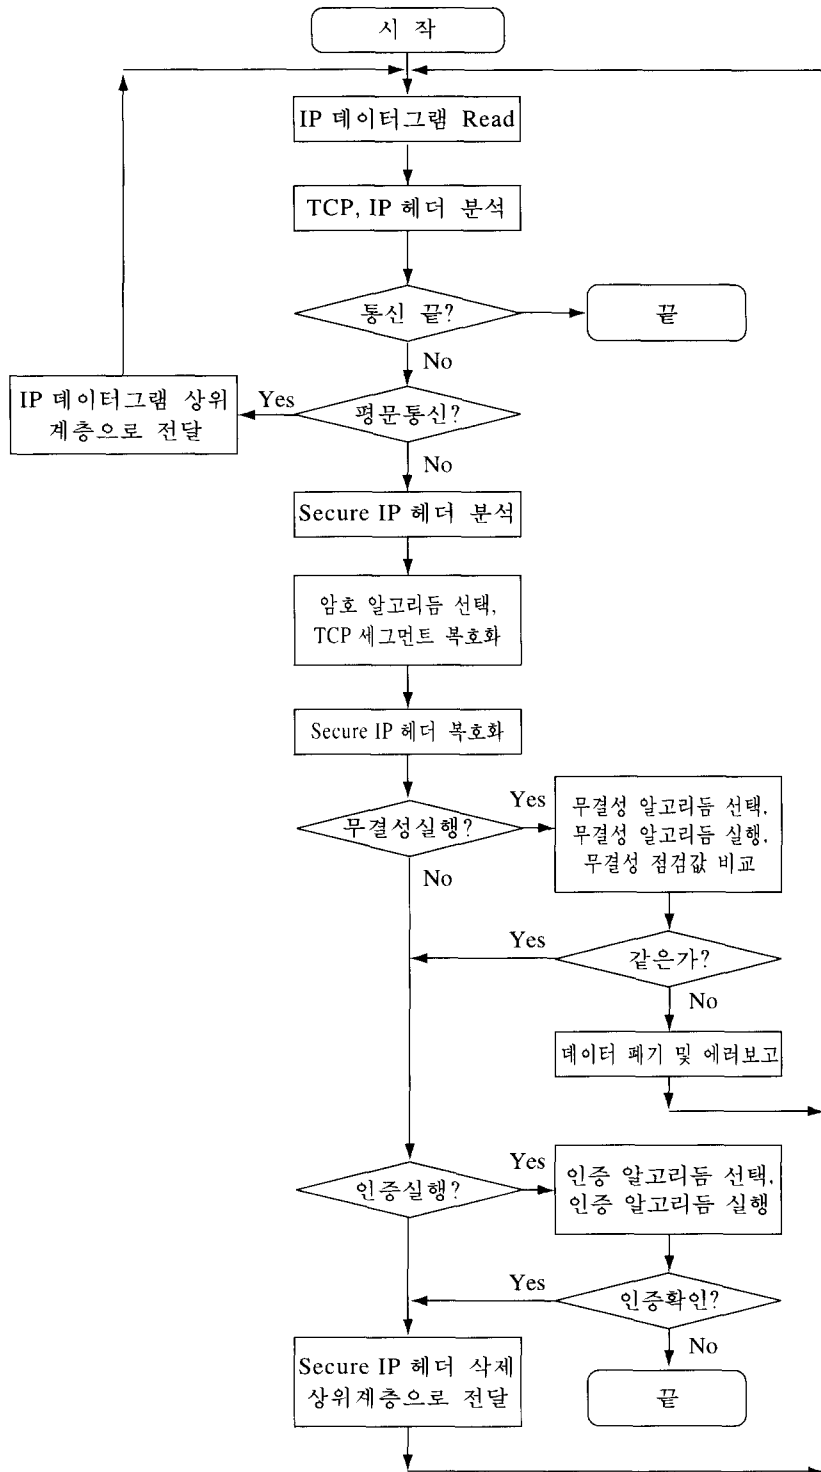 시 작
IP 데이터그램 Read
TCP, IP 헤더 분석
통신 끝?
끝
No
IP 데이터그램 상위
계층으로 전달
Yes
평문통신?
No
Secure IP 헤더 분석
암호 알고리듬 선택,
TCP 세그먼트 복호화
Secure IP 헤더 복호화
무결성실행?
Yes
무결성 알고리듬 선택,
무결성 알고리듬 실행,
무결성 점검값 비교
No
Yes
같은가?
No
데이터 폐기 및 에러보고
인증실행?
Yes
인증 알고리듬 선택,
인증 알고리듬 실행
Yes
인증확인?
No
Secure IP 헤더 삭제
상위계층으로 전달
끝